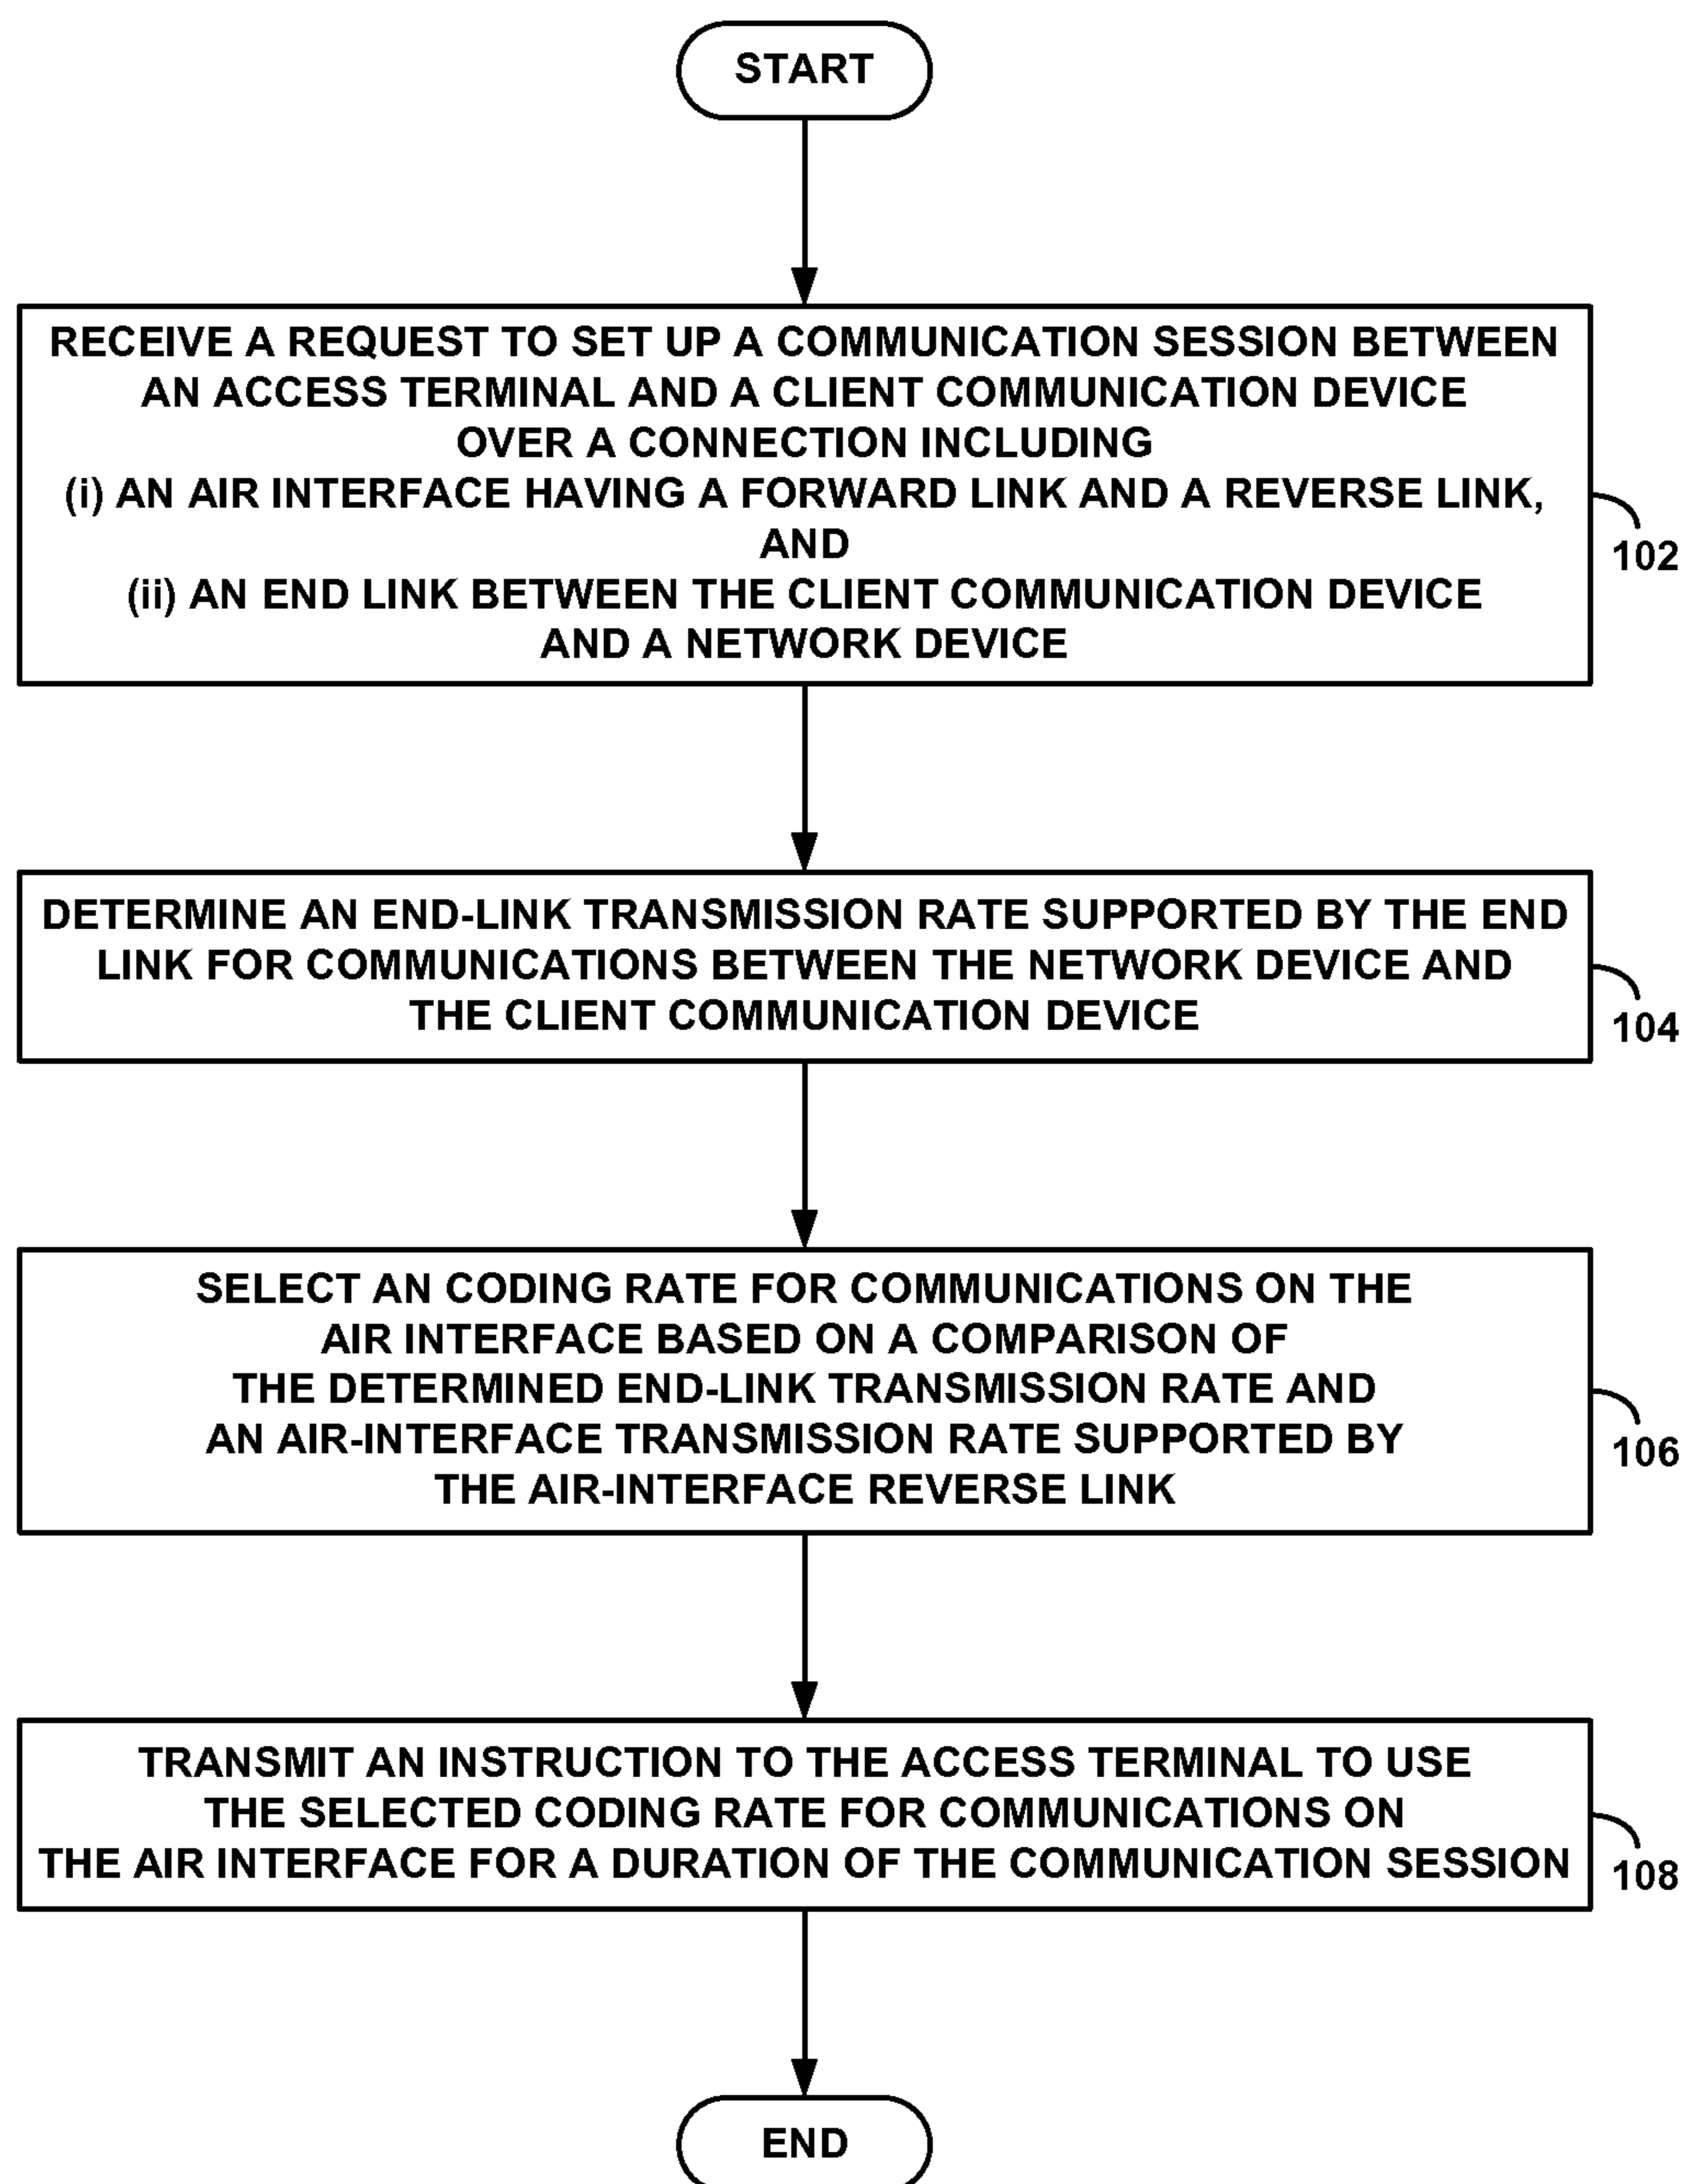 START
RECEIVE A REQUEST TO SET UP A COMMUNICATION SESSION BETWEEN
AN ACCESS TERMINAL AND A CLIENT COMMUNICATION DEVICE
OVER A CONNECTION INCLUDING
(i) AN AIR INTERFACE HAVING A FORWARD LINK AND A REVERSE LINK,
AND
(ii) AN END LINK BETWEEN THE CLIENT COMMUNICATION DEVICE
AND A NETWORK DEVICE
102
DETERMINE AN END-LINK TRANSMISSION RATE SUPPORTED BY THE END
LINK FOR COMMUNICATIONS BETWEEN THE NETWORK DEVICE AND
THE CLIENT COMMUNICATION DEVICE
104
SELECT AN CODING RATE FOR COMMUNICATIONS ON THE
AIR INTERFACE BASED ON A COMPARISON OF
THE DETERMINED END-LINK TRANSMISSION RATE AND
AN AIR-INTERFACE TRANSMISSION RATE SUPPORTED BY
THE AIR-INTERFACE REVERSE LINK
106
TRANSMIT AN INSTRUCTION TO THE ACCESS TERMINAL TO USE
THE SELECTED CODING RATE FOR COMMUNICATIONS ON
THE AIR INTERFACE FOR A DURATION OF THE COMMUNICATION SESSION
108
END